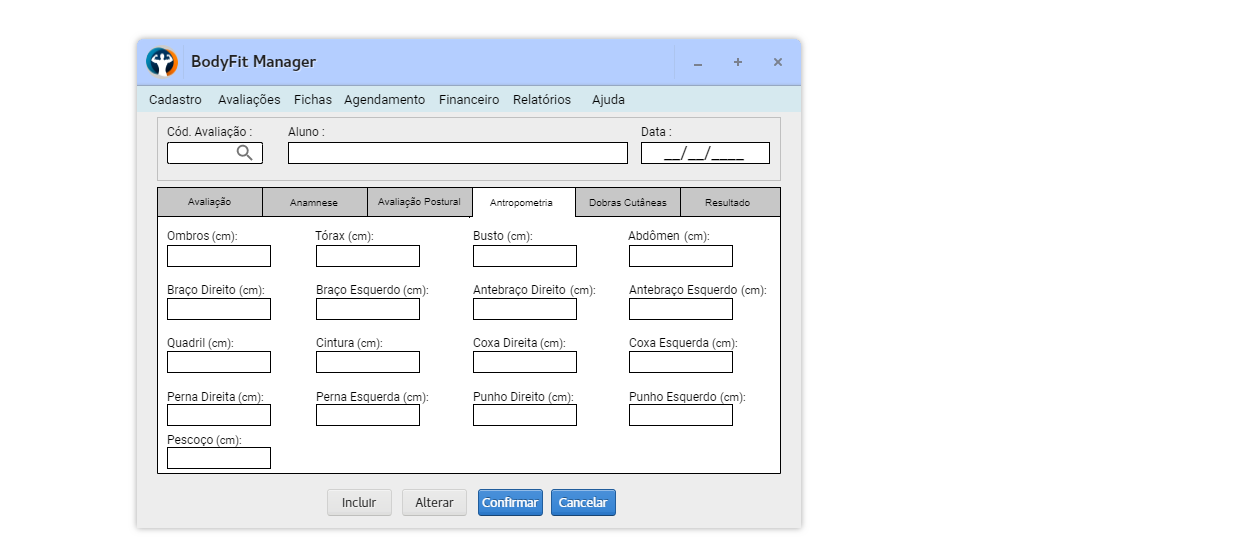 BodyFit Manager
Cadastro Avaliações Fichas Agendamento Financeiro Relatórios Ajuda
Cód. Avaliação : Aluno : Data :
__/__/____
Avaliação Anamnese Avaliação Postural Antropometria Dobras Cutâneas Resultado
Ombros (cm): Tórax (cm): Busto (cm): Abdômen (cm):
Braço Direito (cm): Braço Esquerdo (cm): Antebraço Direito (cm): Antebraço Esquerdo (cm):
Quadril (cm): Cintura (cm): Coxa Direita (cm): Coxa Esquerda (cm):
Perna Direita (cm): Perna Esquerda (cm): Punho Direito (cm): Punho Esquerdo (cm):
Pescoço (cm):
Incluir Alterar Confirmar Cancelar